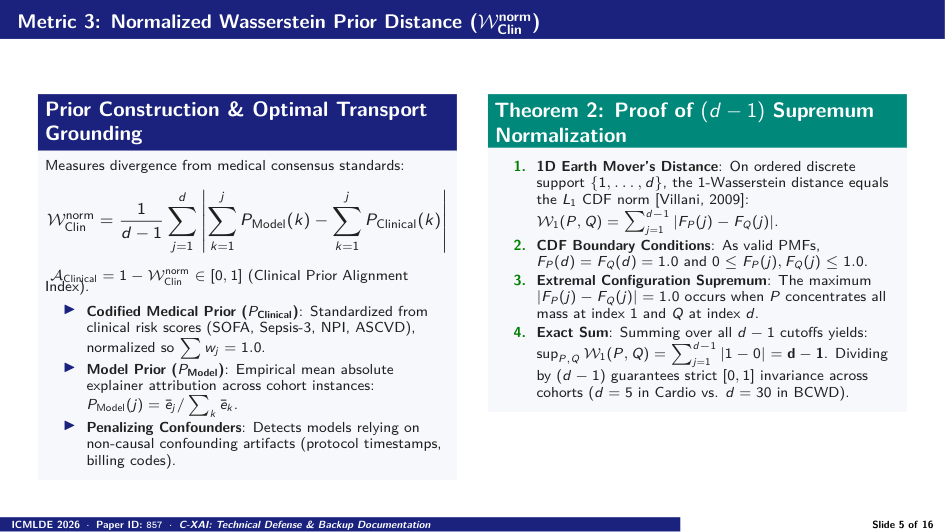 Metric 3: Normalized Wasserstein Prior Distance (𝒲^norm_Clin)
Prior Construction & Optimal Transport
Grounding
Measures divergence from medical consensus standards:
𝒲^norm_Clin = 1/(d − 1) ∑_{j=1}^{d} |∑_{k=1}^{j} P_Model(k) − ∑_{k=1}^{j} P_Clinical(k)|
𝒜_Clinical = 1 − 𝒲^norm_Clin ∈ [0, 1] (Clinical Prior Alignment
Index).
▶ Codified Medical Prior (P_Clinical): Standardized from
clinical risk scores (SOFA, Sepsis-3, NPI, ASCVD),
normalized so ∑ w_j = 1.0.
▶ Model Prior (P_Model): Empirical mean absolute
explainer attribution across cohort instances:
P_Model(j) = ē_j / ∑_k ē_k.
▶ Penalizing Confounders: Detects models relying on
non-causal confounding artifacts (protocol timestamps,
billing codes).
Theorem 2: Proof of (d − 1) Supremum
Normalization
1. 1D Earth Mover's Distance: On ordered discrete
support {1, . . . , d}, the 1-Wasserstein distance equals
the L_1 CDF norm [Villani, 2009]:
𝒲_1(P, Q) = ∑_{j=1}^{d−1} |F_P(j) − F_Q(j)|.
2. CDF Boundary Conditions: As valid PMFs,
F_P(d) = F_Q(d) = 1.0 and 0 ≤ F_P(j), F_Q(j) ≤ 1.0.
3. Extremal Configuration Supremum: The maximum
|F_P(j) − F_Q(j)| = 1.0 occurs when P concentrates all
mass at index 1 and Q at index d.
4. Exact Sum: Summing over all d − 1 cutoffs yields:
sup_{P,Q} 𝒲_1(P, Q) = ∑_{j=1}^{d−1} |1 − 0| = d − 1. Dividing
by (d − 1) guarantees strict [0, 1] invariance across
cohorts (d = 5 in Cardio vs. d = 30 in BCWD).
ICMLDE 2026 · Paper ID: 857 · C-XAI: Technical Defense & Backup Documentation
Slide 5 of 16